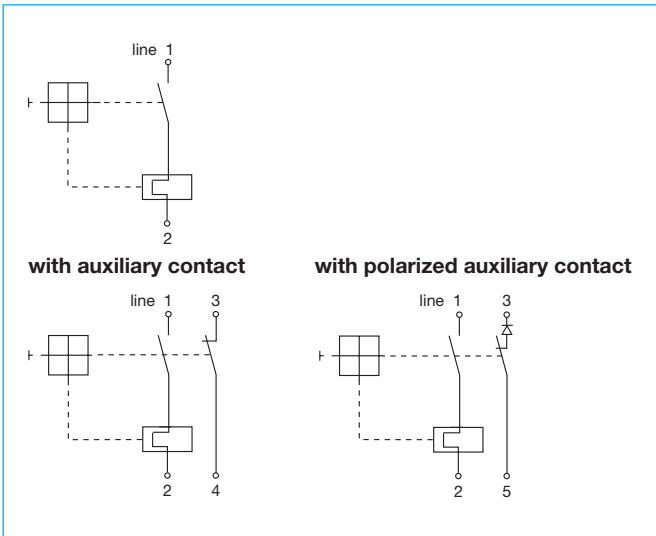 line 1
2
with auxiliary contact
line 1 3
2 4
with polarized auxiliary contact
line 1 3
2 5